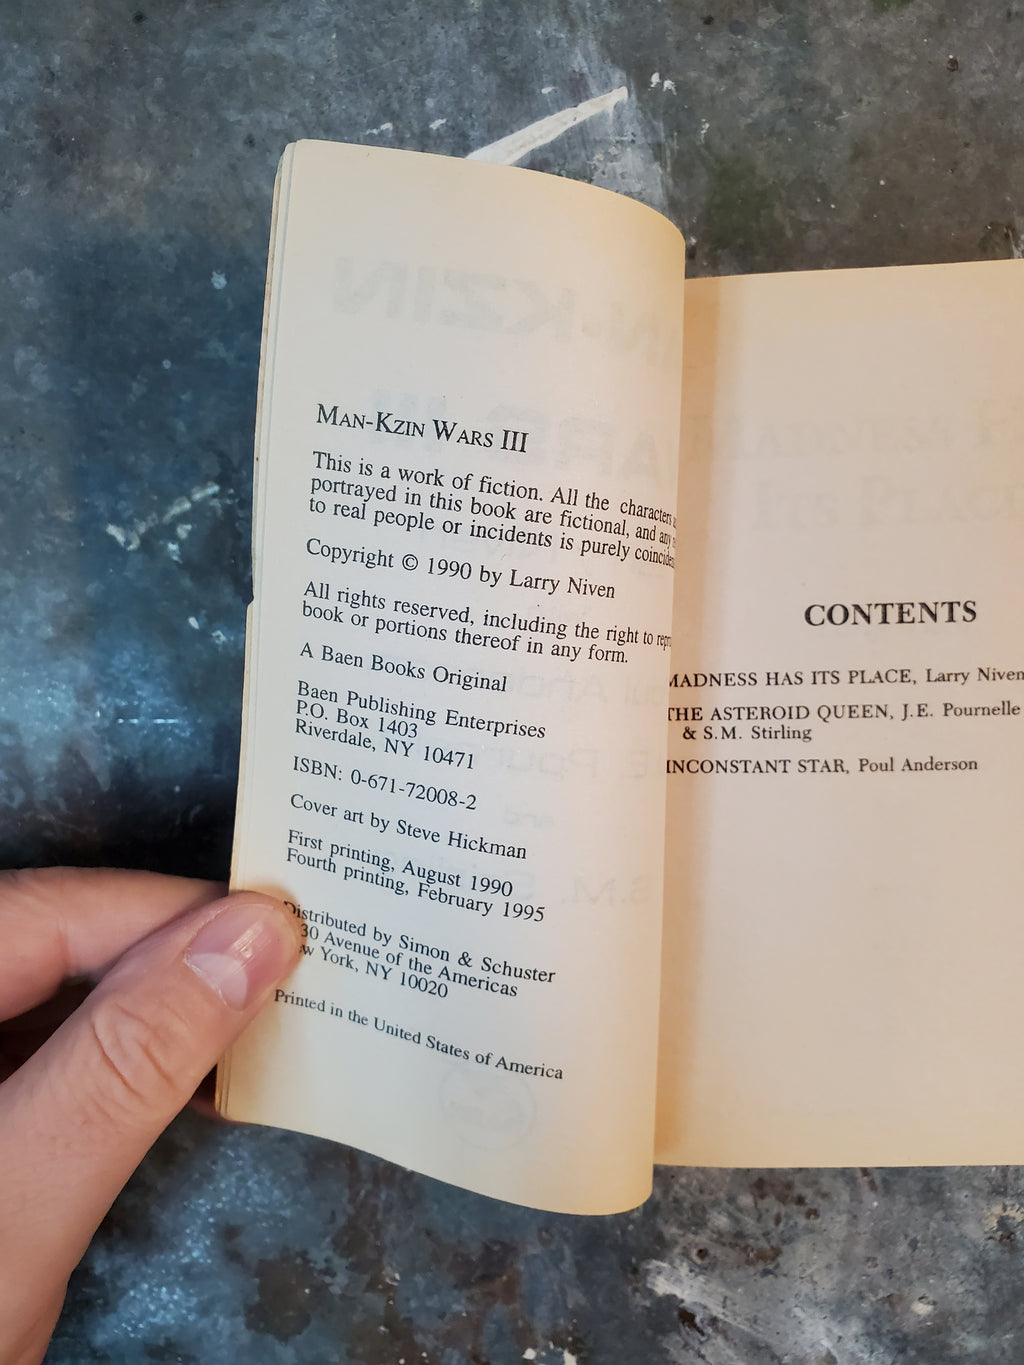 MAN-KZIN WARS III
This is a work of fiction. All the characters
portrayed in this book are fictional, and any
to real people or incidents is purely
Copyright © 1990 by Larry Niven
All rights reserved, including the right to
book or portions thereof in any form.
A Baen Books Original
Baen Publishing Enterprises
P.O. Box 1403
Riverdale, NY 10471
ISBN: 0-671-72008-2
Cover art by Steve Hickman
First printing, August 1990
Fourth printing, February 1995
Distributed by Simon & Schuster
30 Avenue of the Americas
w York, NY 10020
Printed in the United States of America
CONTENTS
MADNESS HAS ITS PLACE, Larry Niven
THE ASTEROID QUEEN, J.E. Pournelle
& S.M. Stirling
INCONSTANT STAR, Poul Anderson